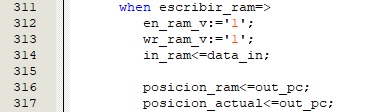 311 when escribir_ram=>
312 en_ram_v:='1';
313 wr_ram_v:='1';
314 in_ram<=data_in;
315
316 posicion_ram<=out_pc;
317 posicion_actual<=out_pc;